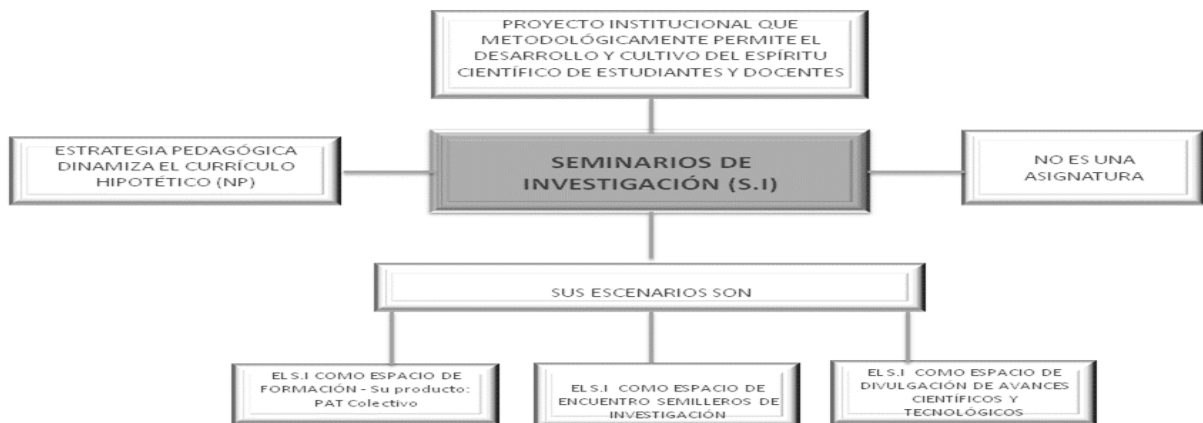 PROYECTO INSTITUCIONAL QUE
METODOLÓGICAMENTE PERMITE EL
DESARROLLO Y CULTIVO DEL ESPÍRITU
CIENTÍFICO DE ESTUDIANTES Y DOCENTES
ESTRATEGIA PEDAGÓGICA
DINAMIZA EL CURRÍCULO
HIPOTÉTICO (NP)
SEMINARIOS DE
INVESTIGACIÓN (S.I)
NO ES UNA
ASIGNATURA
SUS ESCENARIOS SON
EL S.I COMO ESPACIO DE
FORMACIÓN - Su producto:
PAT Colectivo
EL S.I COMO ESPACIO DE
ENCUENTRO SEMILLEROS DE
INVESTIGACIÓN
EL S.I COMO ESPACIO DE
DIVULGACIÓN DE AVANCES
CIENTÍFICOS Y
TECNOLÓGICOS